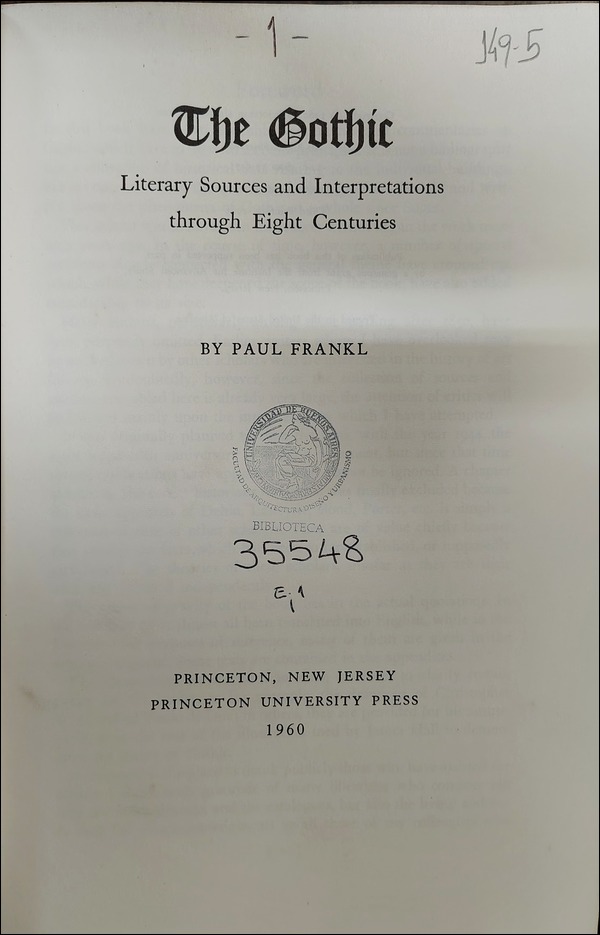 - 1 -
149-5
The Gothic
Literary Sources and Interpretations
through Eight Centuries
BY PAUL FRANKL
UNIVERSIDAD DE BUENOS AIRES
FACULTAD DE ARQUITECTURA DISEÑO Y URBANISMO
BIBLIOTECA
35548
E. 1
PRINCETON, NEW JERSEY
PRINCETON UNIVERSITY PRESS
1960